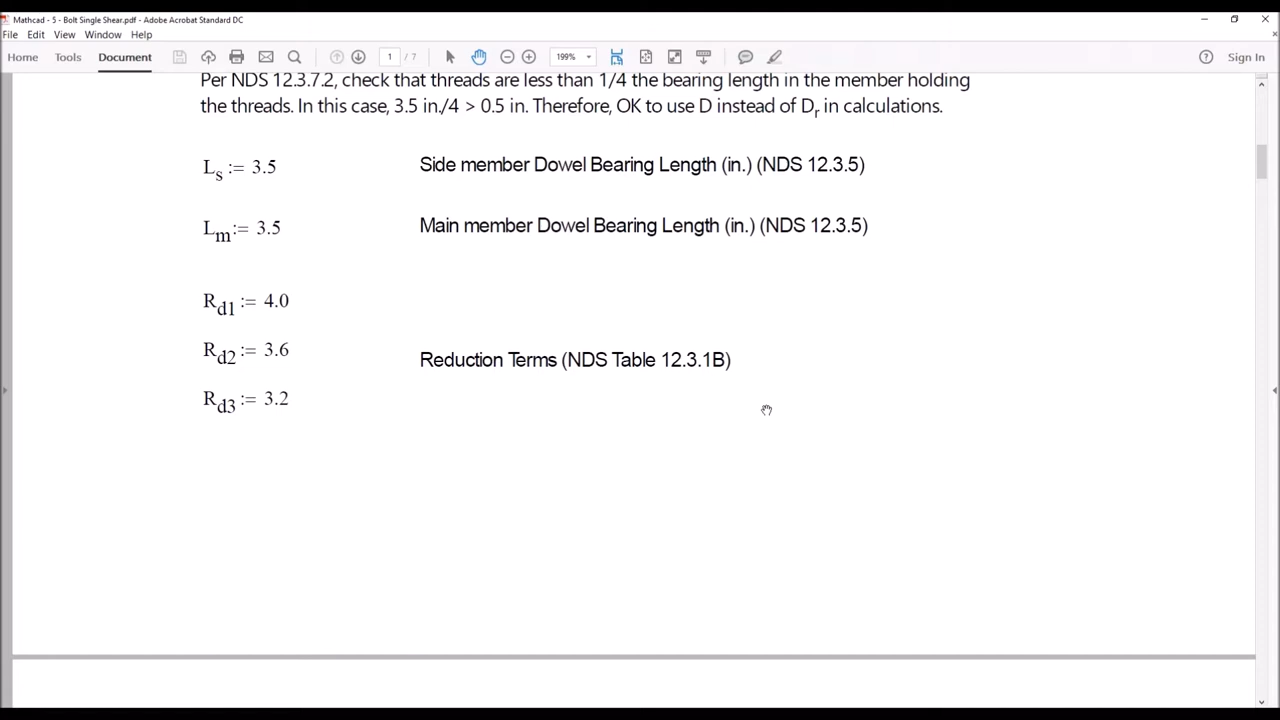 Mathcad - 5 - Bolt Single Shear.pdf - Adobe Acrobat Standard DC
File Edit View Window Help
Home Tools Document 1 / 7 199% Sign In
Per NDS 12.3.7.2, check that threads are less than 1/4 the bearing length in the member holding
the threads. In this case, 3.5 in./4 > 0.5 in. Therefore, OK to use D instead of Dr in calculations.
Ls := 3.5 Side member Dowel Bearing Length (in.) (NDS 12.3.5)
Lm := 3.5 Main member Dowel Bearing Length (in.) (NDS 12.3.5)
Rd1 := 4.0
Rd2 := 3.6 Reduction Terms (NDS Table 12.3.1B)
Rd3 := 3.2